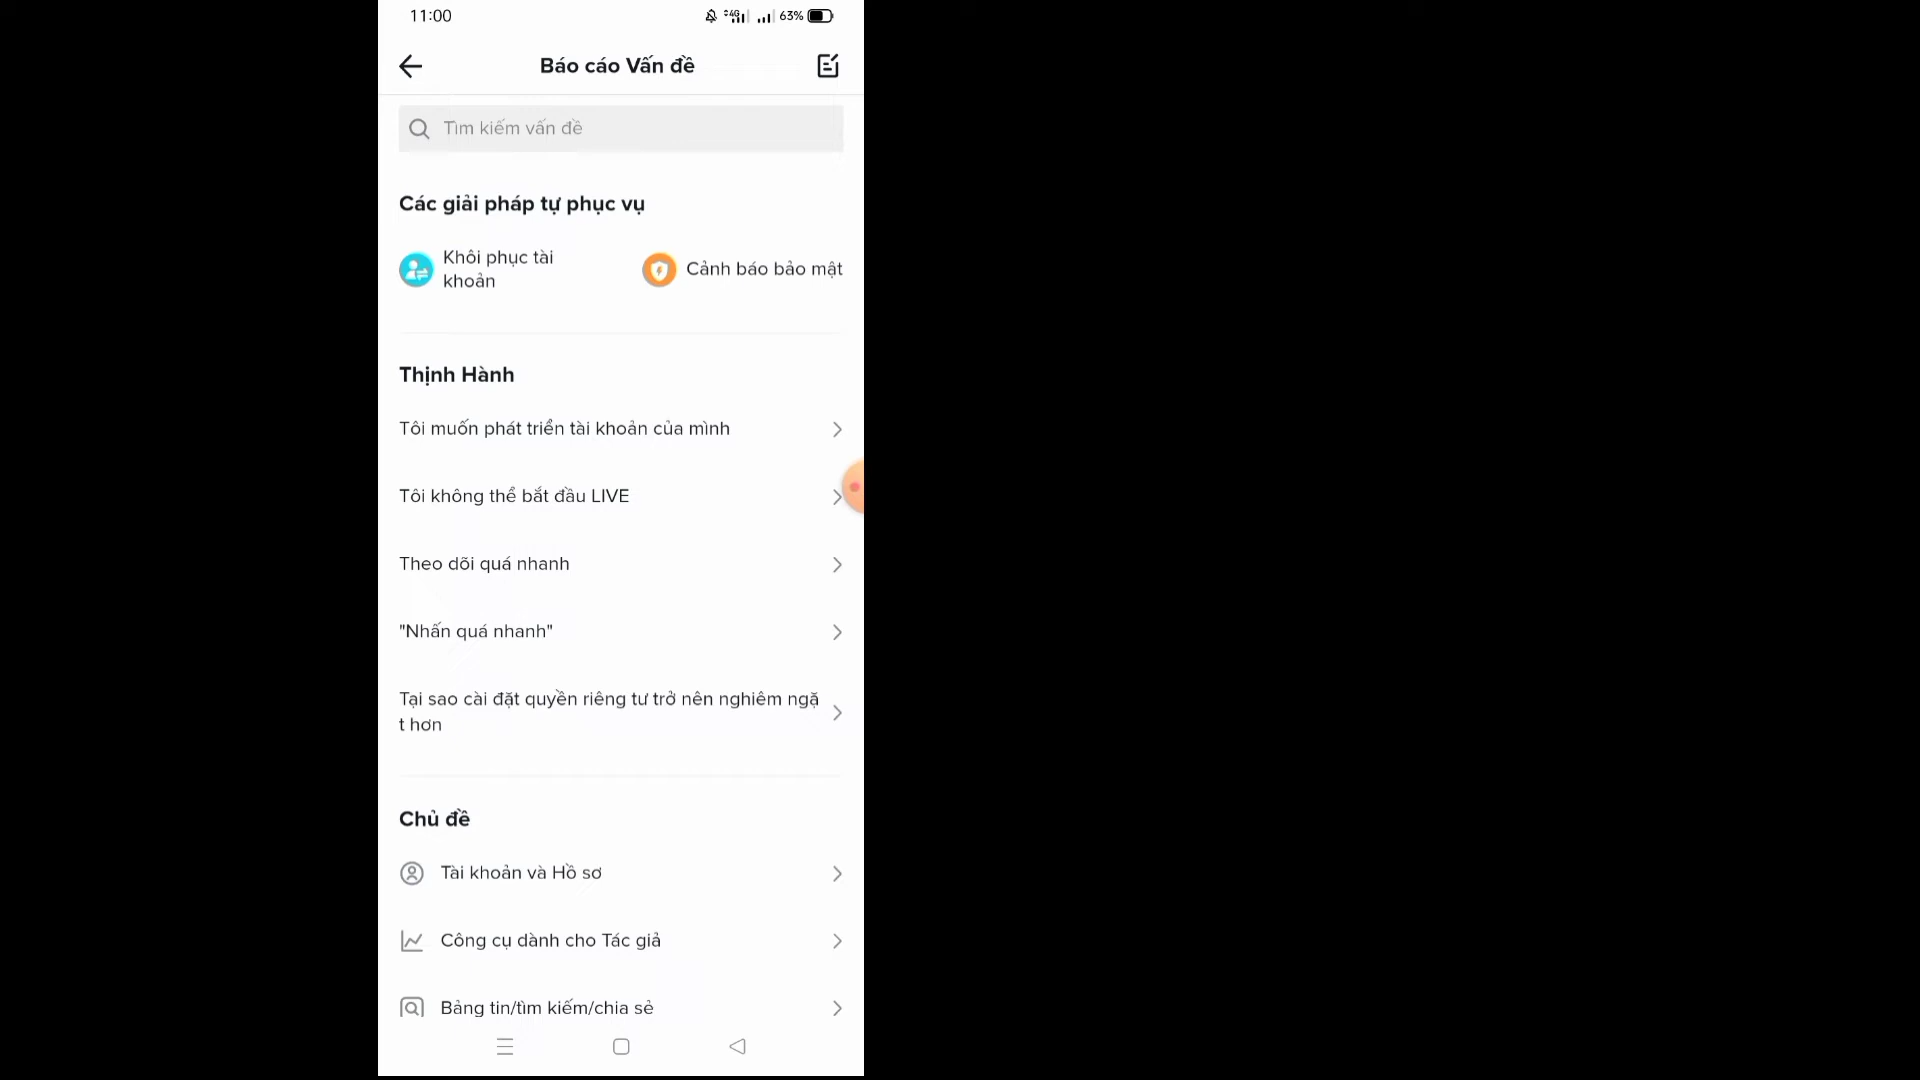 11:00
4G 63%
Báo cáo Vấn đề
Tìm kiếm vấn đề
Các giải pháp tự phục vụ
Khôi phục tài
khoản
Cảnh báo bảo mật
Thịnh Hành
Tôi muốn phát triển tài khoản của mình
Tôi không thể bắt đầu LIVE
Theo dõi quá nhanh
"Nhấn quá nhanh"
Tại sao cài đặt quyền riêng tư trở nên nghiêm ngặ
t hơn
Chủ đề
Tài khoản và Hồ sơ
Công cụ dành cho Tác giả
Bảng tin/tìm kiếm/chia sẻ